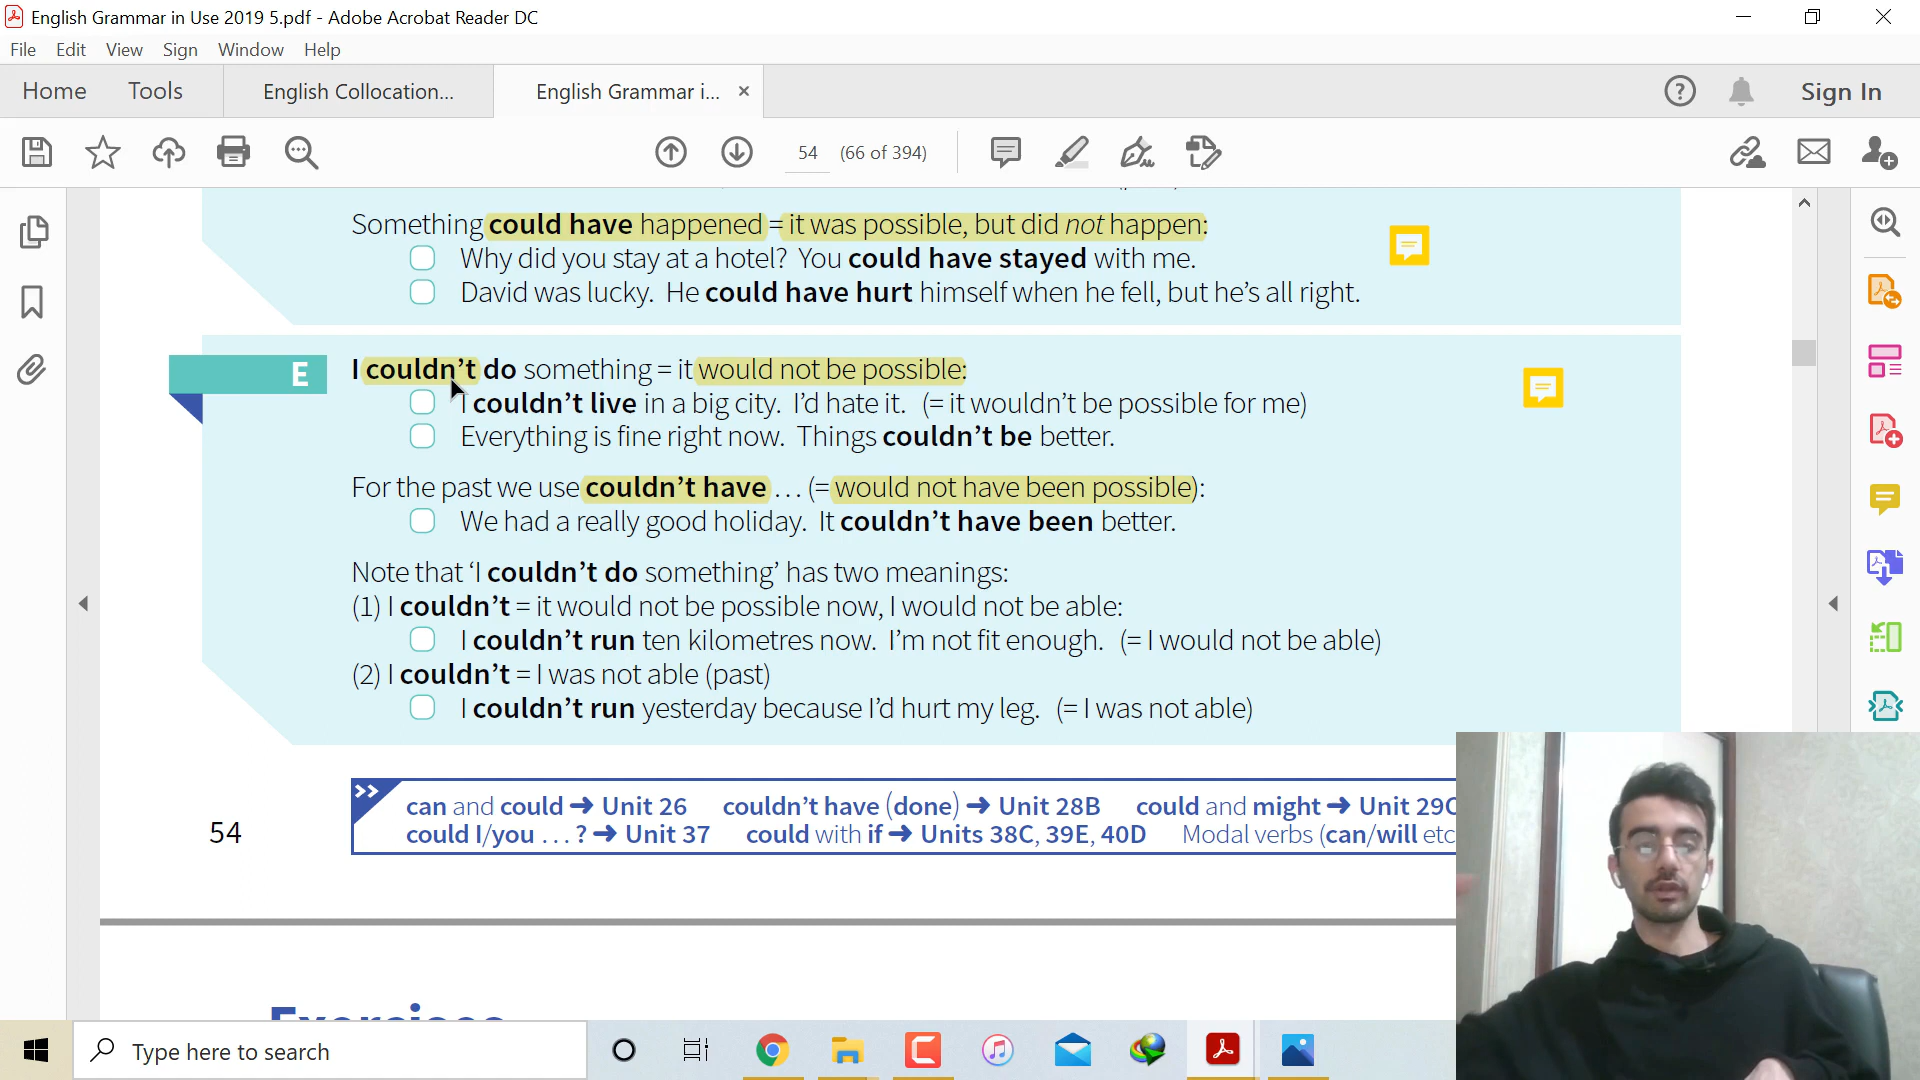 English Grammar in Use 2019 5.pdf - Adobe Acrobat Reader DC
File Edit View Sign Window Help
Home Tools English Collocation... English Grammar i... × Sign In
54 (66 of 394)
Something could have happened = it was possible, but did not happen:
Why did you stay at a hotel? You could have stayed with me.
David was lucky. He could have hurt himself when he fell, but he's all right.
E
I couldn't do something = it would not be possible:
I couldn't live in a big city. I'd hate it. (= it wouldn't be possible for me)
Everything is fine right now. Things couldn't be better.
For the past we use couldn't have ... (= would not have been possible):
We had a really good holiday. It couldn't have been better.
Note that 'I couldn't do something' has two meanings:
(1) I couldn't = it would not be possible now, I would not be able:
I couldn't run ten kilometres now. I'm not fit enough. (= I would not be able)
(2) I couldn't = I was not able (past)
I couldn't run yesterday because I'd hurt my leg. (= I was not able)
can and could ➜ Unit 26 couldn't have (done) ➜ Unit 28B could and might ➜ Unit 29C
could I/you ... ? ➜ Unit 37 could with if ➜ Units 38C, 39E, 40D Modal verbs (can/will etc
54
Exercises
Type here to search